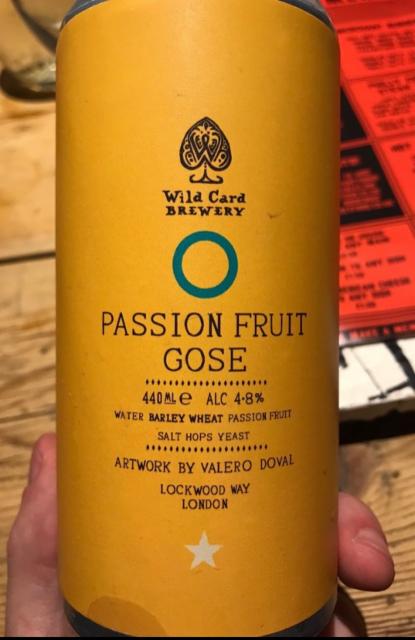 Wild Card
BREWERY
PASSION FRUIT
GOSE
440ML e ALC 4.8%
WATER BARLEY WHEAT PASSION FRUIT
SALT HOPS YEAST
ARTWORK BY VALERO DOVAL
LOCKWOOD WAY
LONDON